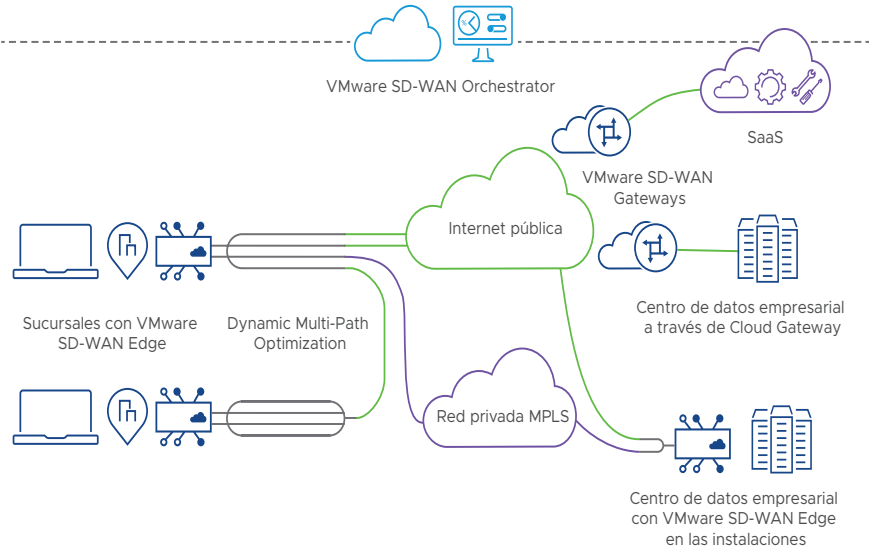 VMware SD-WAN Orchestrator
SaaS
VMware SD-WAN
Gateways
Internet pública
Sucursales con VMware
SD-WAN Edge
Dynamic Multi-Path
Optimization
Centro de datos empresarial
a través de Cloud Gateway
Red privada MPLS
Centro de datos empresarial
con VMware SD-WAN Edge
en las instalaciones